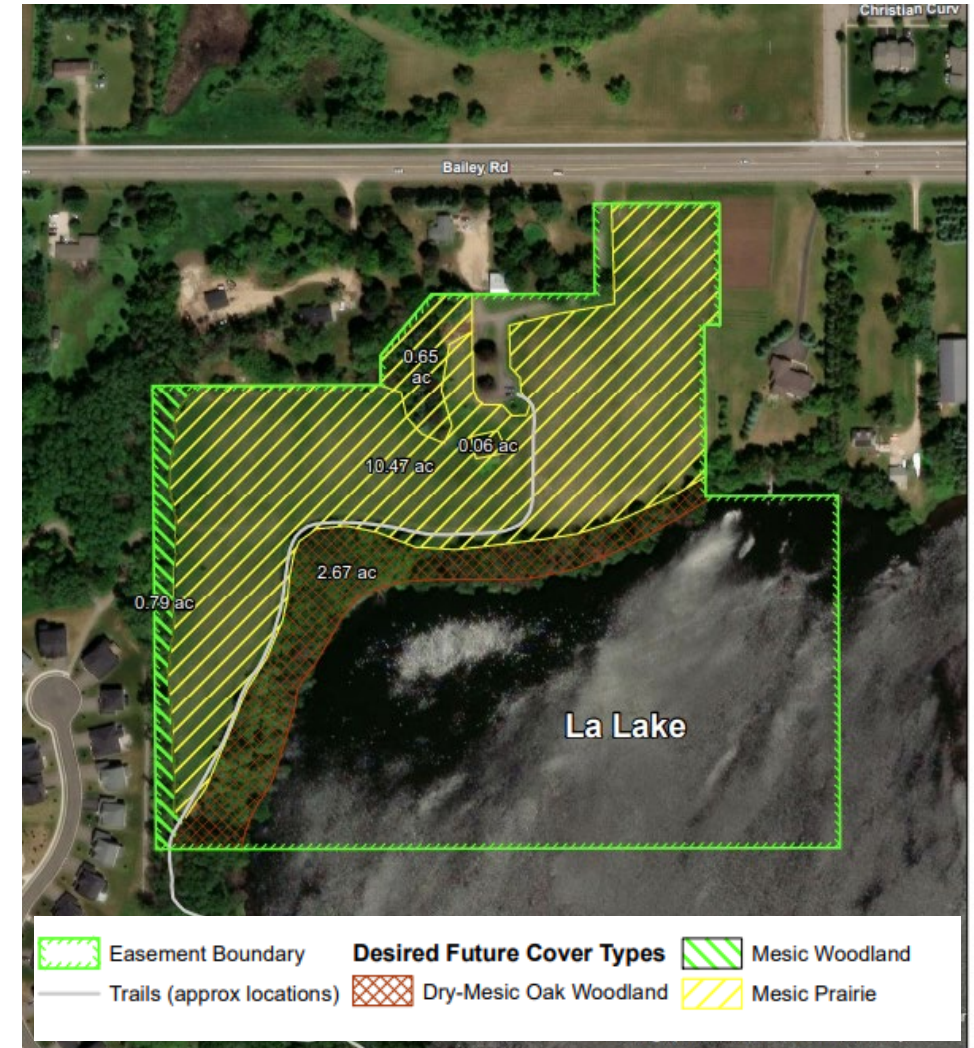 Christian Curv
Bailey Rd
0.65
ac
0.06 ac
10.47 ac
2.67 ac
0.79 ac
La Lake
Easement Boundary
Trails (approx locations)
Desired Future Cover Types
Dry-Mesic Oak Woodland
Mesic Woodland
Mesic Prairie